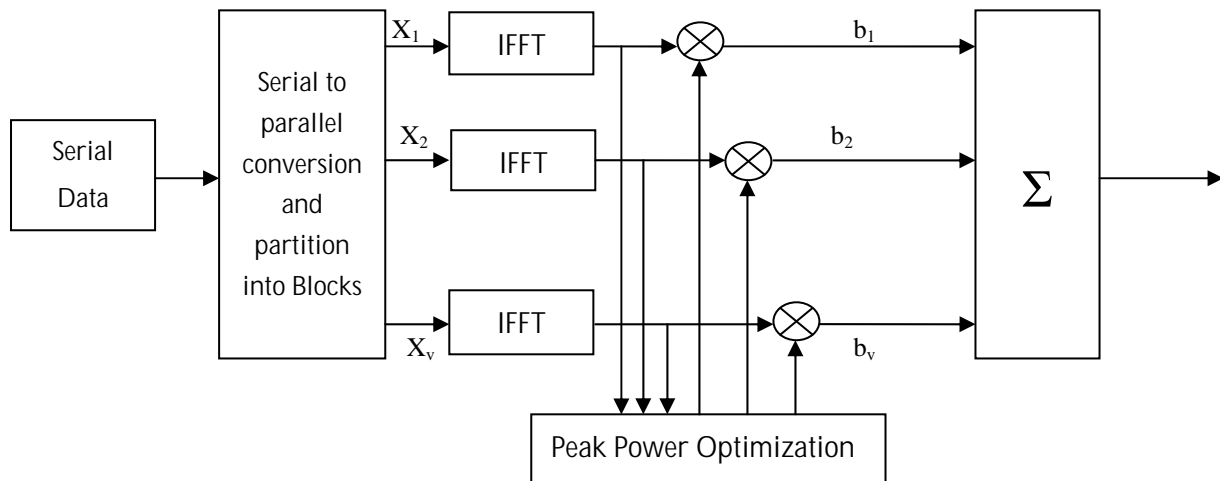 Serial
Data
Serial to
parallel
conversion
and
partition
into Blocks
X₁
IFFT
b₁
X₂
IFFT
b₂
Xᵥ
IFFT
bᵥ
Σ
Peak Power Optimization